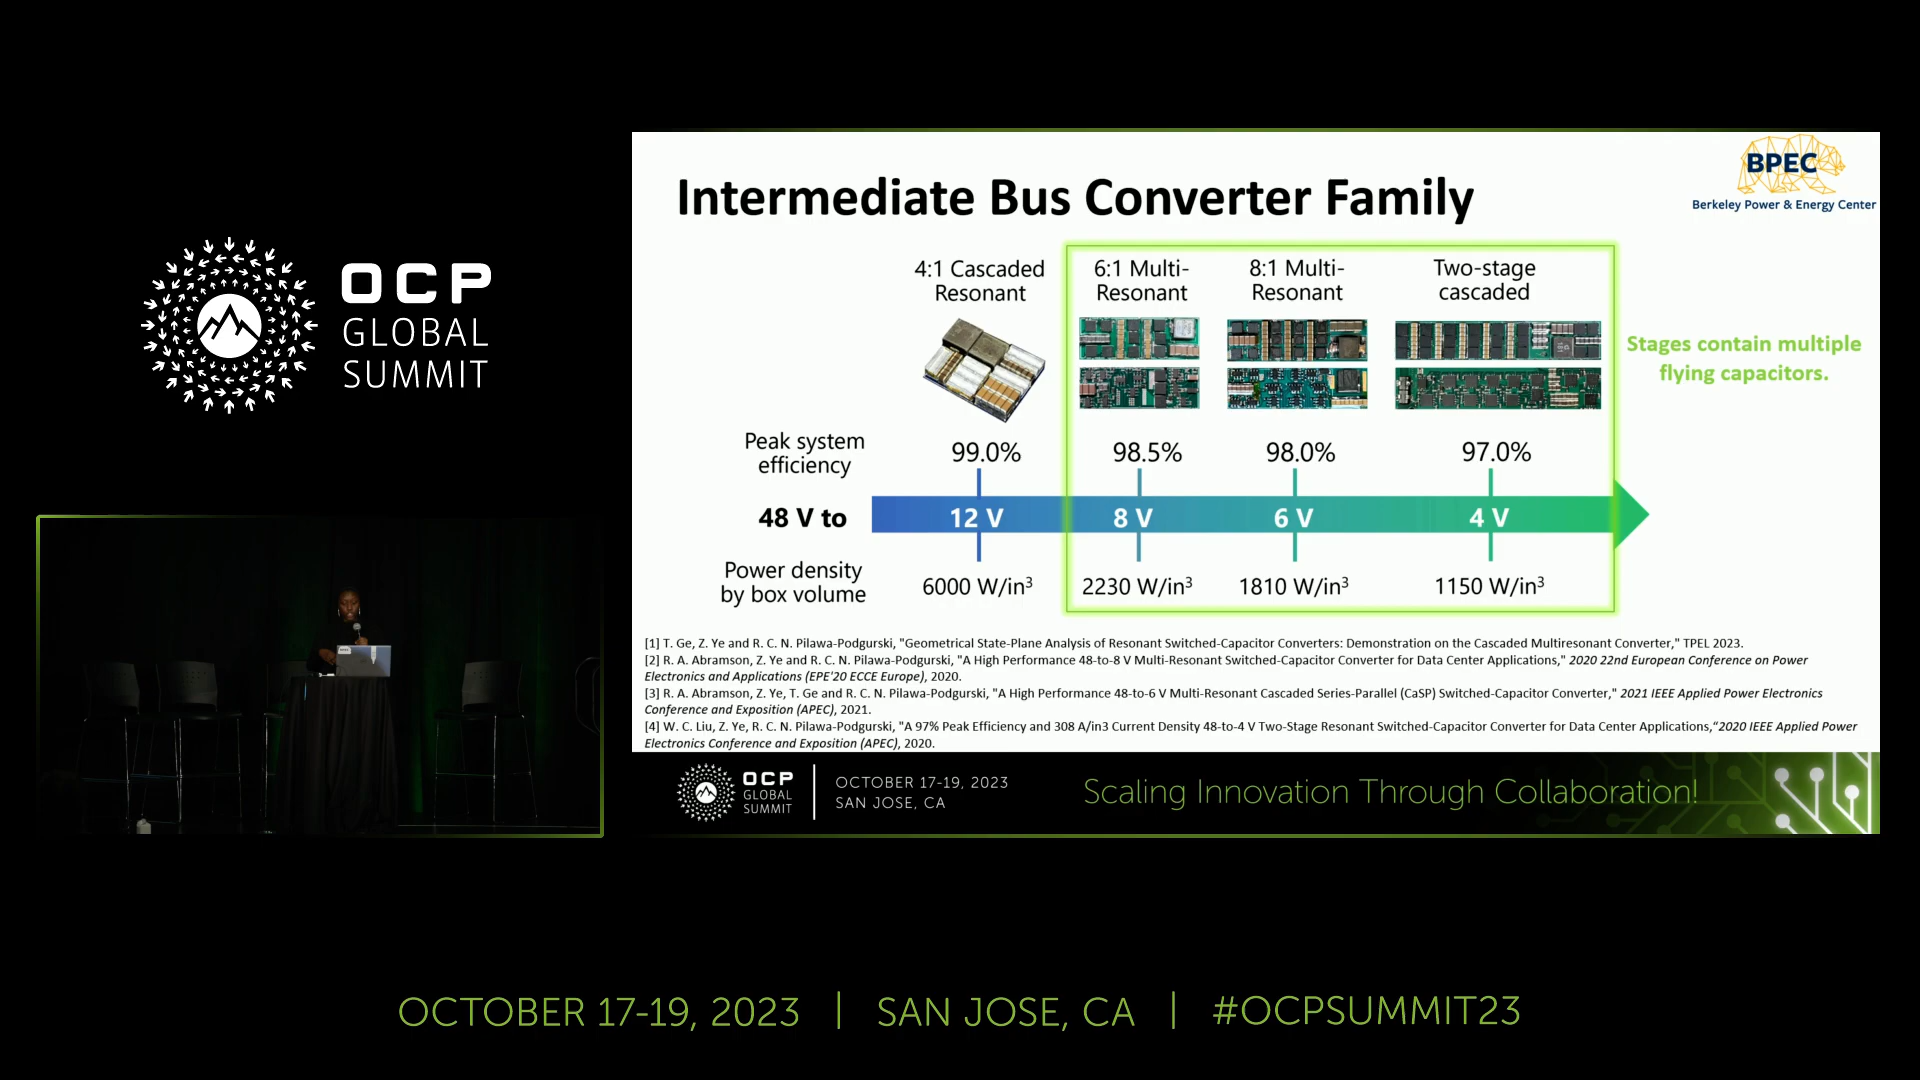 OCP
GLOBAL
SUMMIT
BPEC
Berkeley Power & Energy Center
Intermediate Bus Converter Family
4:1 Cascaded
Resonant
6:1 Multi-
Resonant
8:1 Multi-
Resonant
Two-stage
cascaded
Stages contain multiple
flying capacitors.
Peak system
efficiency
99.0%
98.5%
98.0%
97.0%
48 V to
12 V
8 V
6 V
4 V
Power density
by box volume
6000 W/in³
2230 W/in³
1810 W/in³
1150 W/in³
[1] T. Ge, Z. Ye and R. C. N. Pilawa-Podgurski, "Geometrical State-Plane Analysis of Resonant Switched-Capacitor Converters: Demonstration on the Cascaded Multiresonant Converter," TPEL 2023.
[2] R. A. Abramson, Z. Ye and R. C. N. Pilawa-Podgurski, "A High Performance 48-to-8 V Multi-Resonant Switched-Capacitor Converter for Data Center Applications," 2020 22nd European Conference on Power
Electronics and Applications (EPE'20 ECCE Europe), 2020.
[3] R. A. Abramson, Z. Ye, T. Ge and R. C. N. Pilawa-Podgurski, "A High Performance 48-to-6 V Multi-Resonant Cascaded Series-Parallel (CaSP) Switched-Capacitor Converter," 2021 IEEE Applied Power Electronics
Conference and Exposition (APEC), 2021.
[4] W. C. Liu, Z. Ye, R. C. N. Pilawa-Podgurski, "A 97% Peak Efficiency and 308 A/in3 Current Density 48-to-4 V Two-Stage Resonant Switched-Capacitor Converter for Data Center Applications,“2020 IEEE Applied Power
Electronics Conference and Exposition (APEC), 2020.
OCP
GLOBAL
SUMMIT
OCTOBER 17-19, 2023
SAN JOSE, CA
Scaling Innovation Through Collaboration!
OCTOBER 17-19, 2023 | SAN JOSE, CA | #OCPSUMMIT23